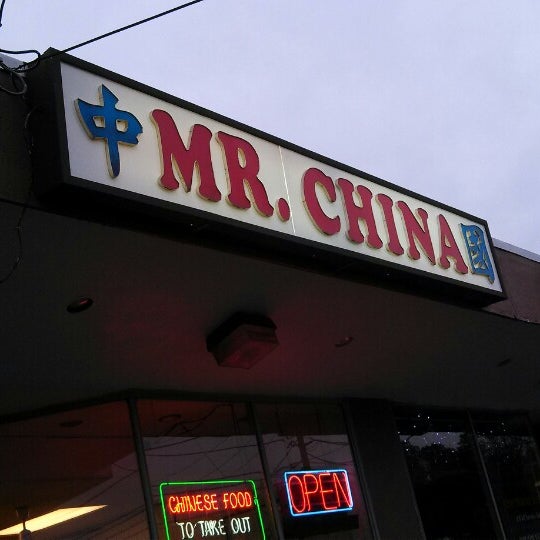 中 MR. CHINA 國
CHINESE FOOD
TO TAKE OUT
OPEN